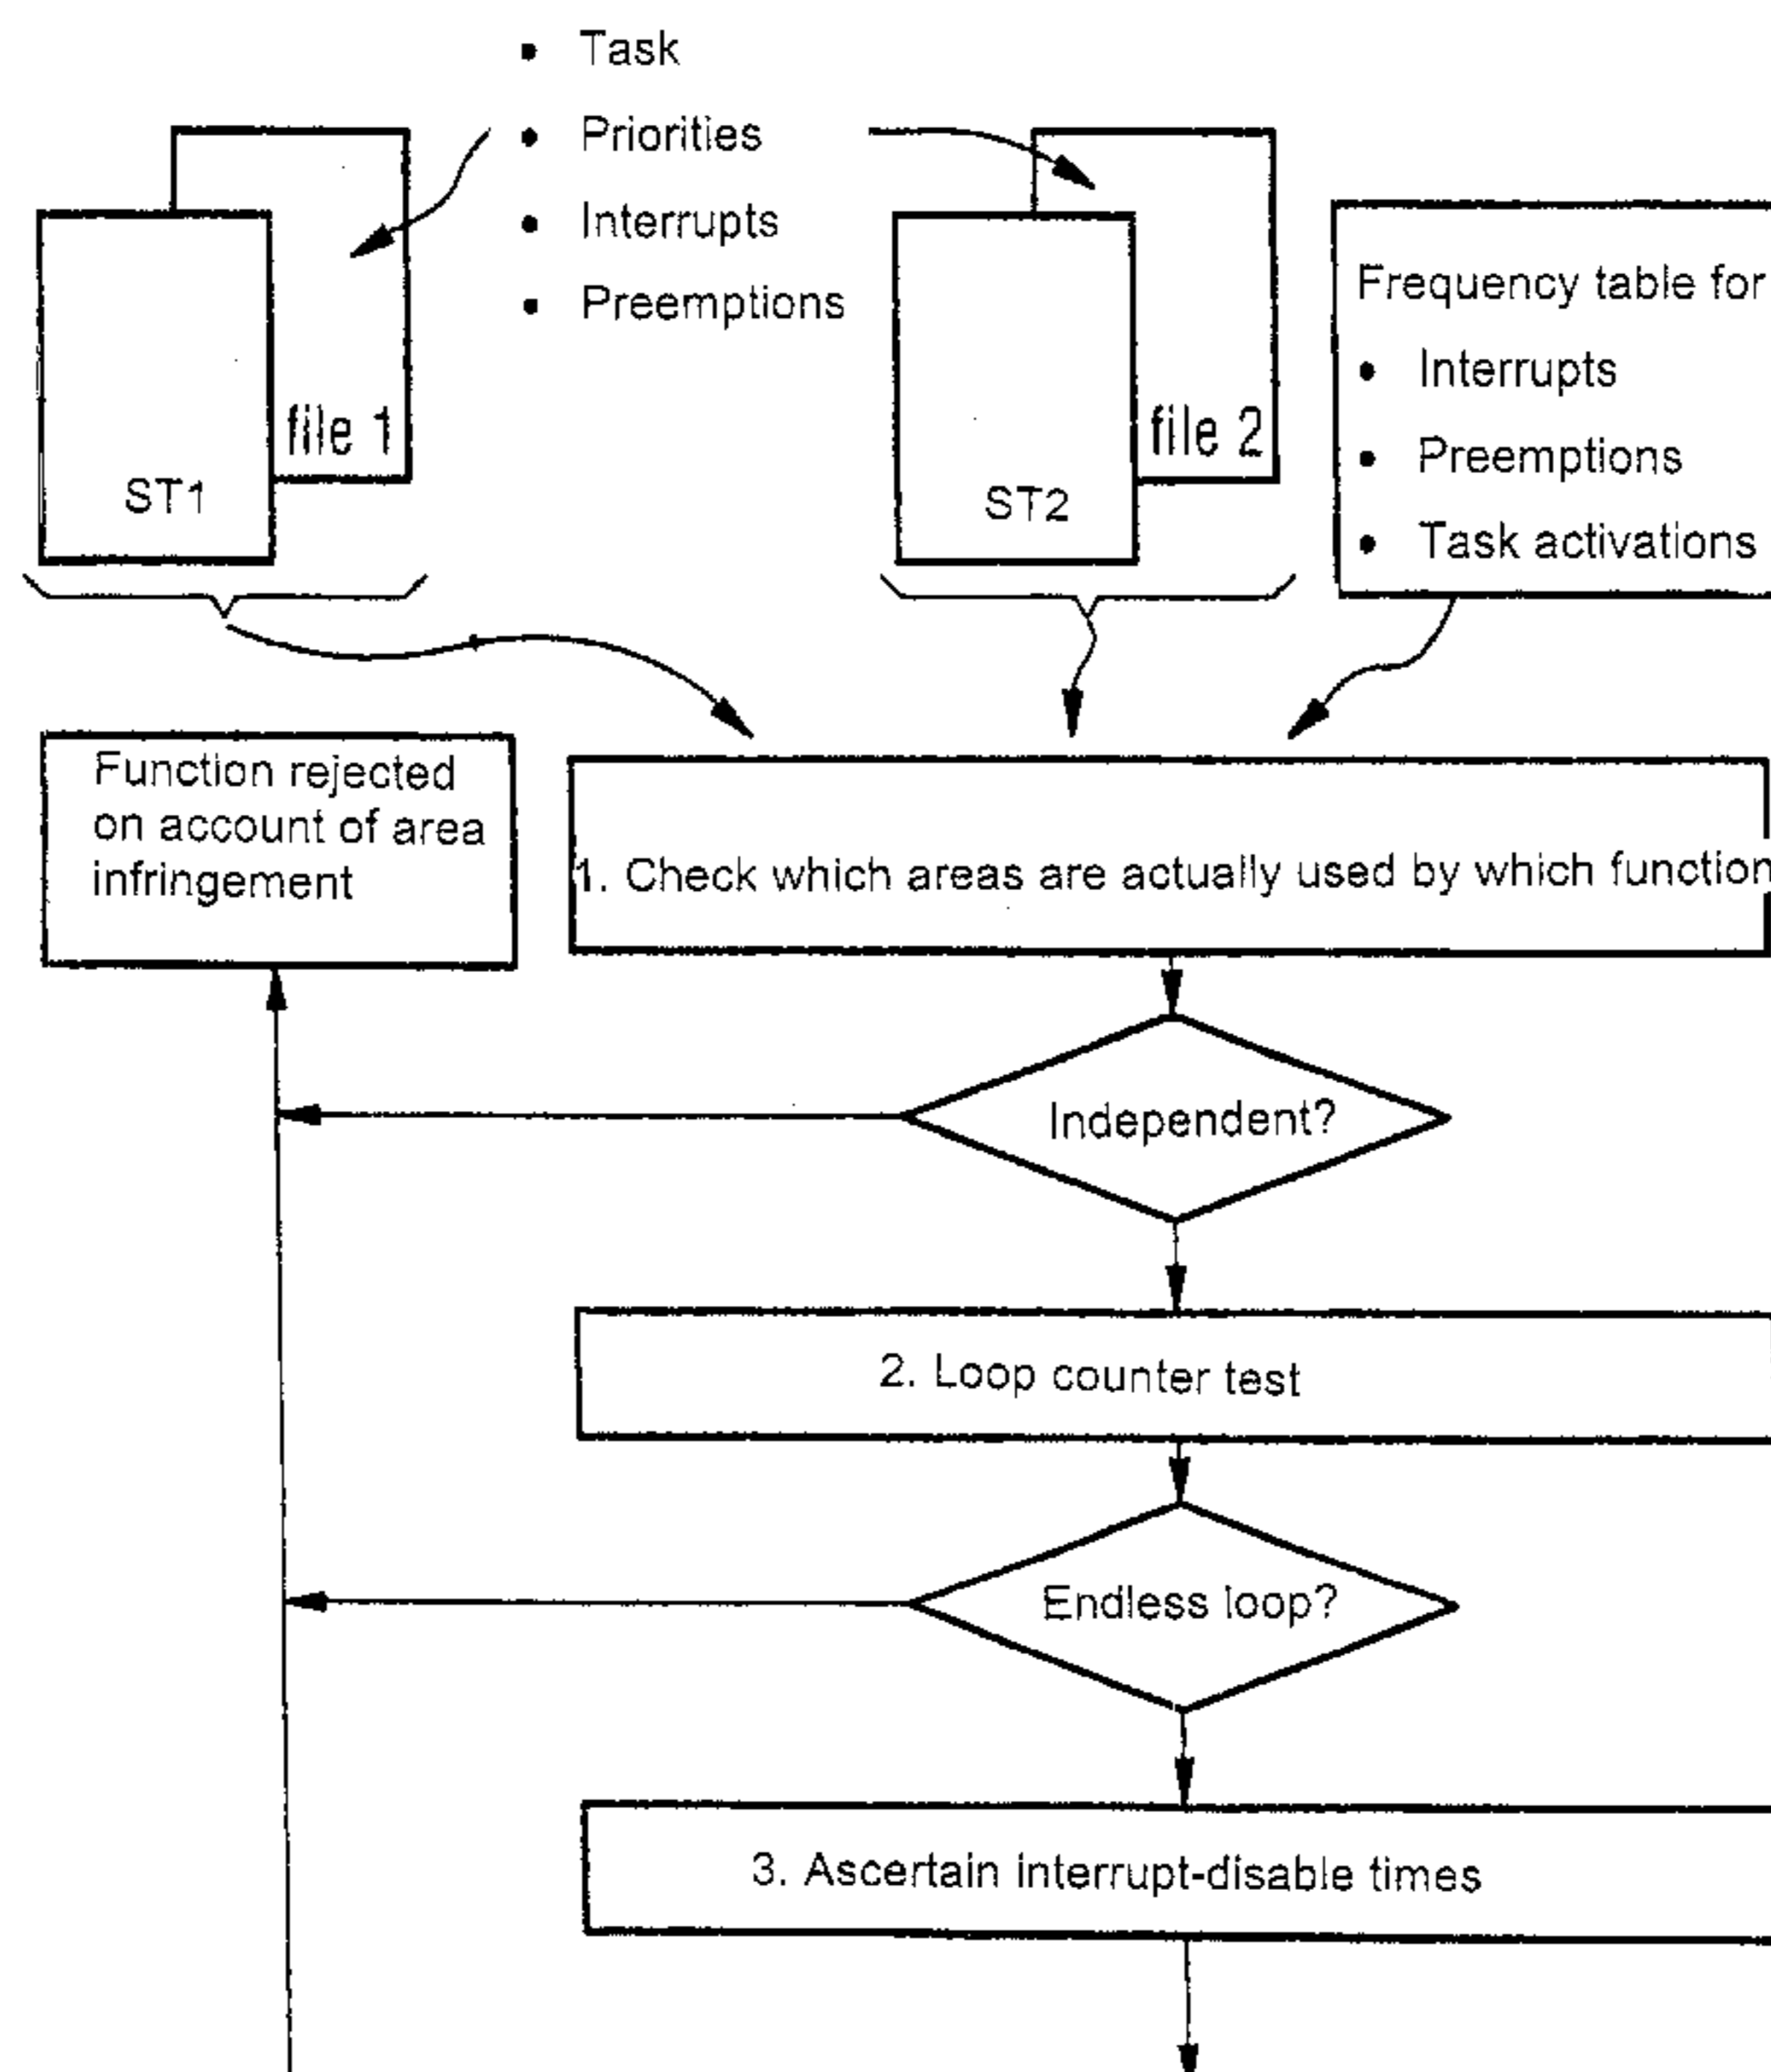 • Task
• Priorities
• Interrupts
• Preemptions
file 1
ST1
file 2
ST2
Frequency table for
• Interrupts
• Preemptions
• Task activations
Function rejected
on account of area
infringement
1. Check which areas are actually used by which function
Independent?
2. Loop counter test
Endless loop?
3. Ascertain interrupt-disable times